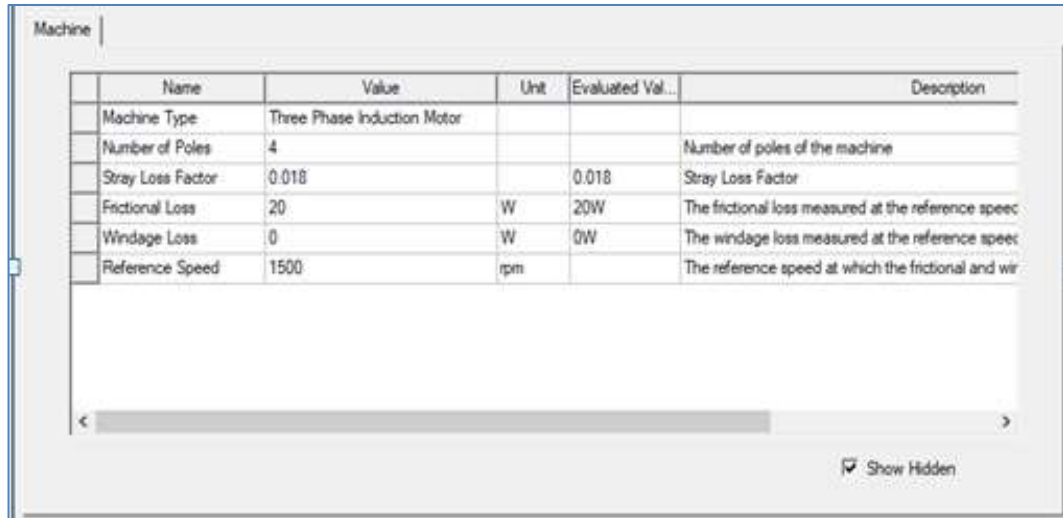 Machine
Name Value Unit Evaluated Val... Description
Machine Type Three Phase Induction Motor
Number of Poles 4 Number of poles of the machine
Stray Loss Factor 0.018 0.018 Stray Loss Factor
Frictional Loss 20 W 20W The frictional loss measured at the reference speed
Windage Loss 0 W 0W The windage loss measured at the reference speed
Reference Speed 1500 rpm The reference speed at which the frictional and wir
Show Hidden